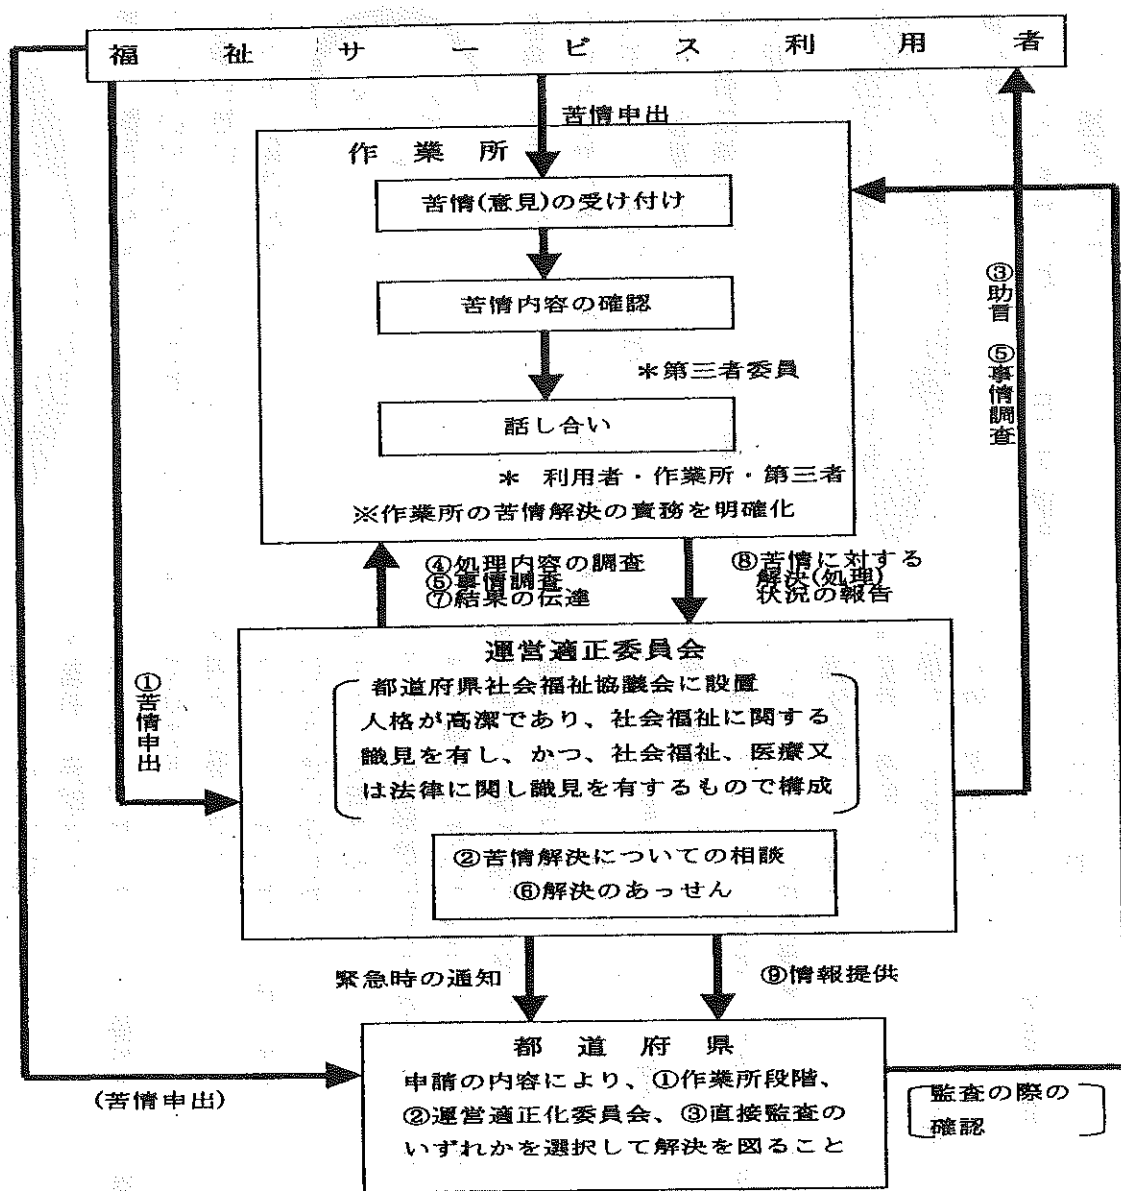 福祉サービス利用者
苦情申出
作業所
苦情(意見)の受け付け
苦情内容の確認
＊第三者委員
話し合い
＊ 利用者・作業所・第三者
※作業所の苦情解決の責務を明確化
③助言 ⑤事情調査
④処理内容の調査
⑤事情調査
⑦結果の伝達
⑧苦情に対する
解決(処理)
状況の報告
①苦情申出
運営適正委員会
都道府県社会福祉協議会に設置
人格が高潔であり、社会福祉に関する
識見を有し、かつ、社会福祉、医療又
は法律に関し識見を有するもので構成
②苦情解決についての相談
⑥解決のあっせん
緊急時の通知
⑨情報提供
都道府県
申請の内容により、①作業所段階、
②運営適正化委員会、③直接監査の
いずれかを選択して解決を図ること
(苦情申出)
監査の際の
確認